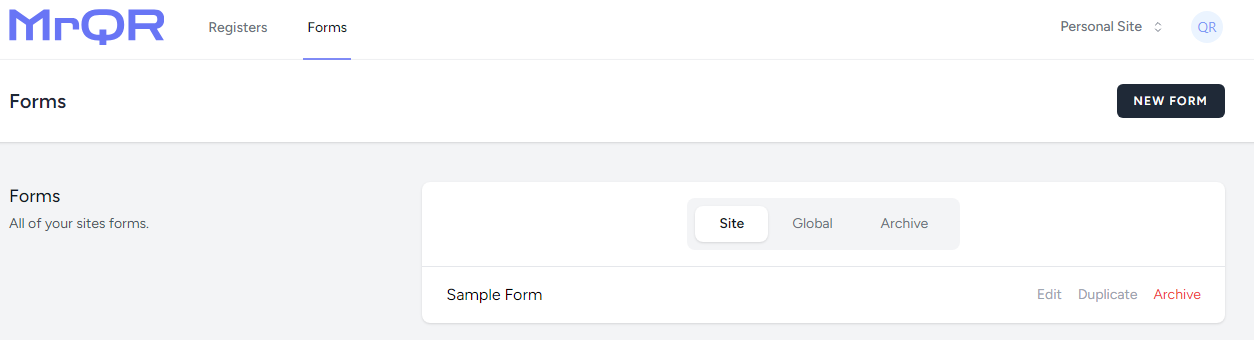 MrQR Registers Forms Personal Site QR
Forms NEW FORM
Forms
All of your sites forms.
Site Global Archive
Sample Form Edit Duplicate Archive